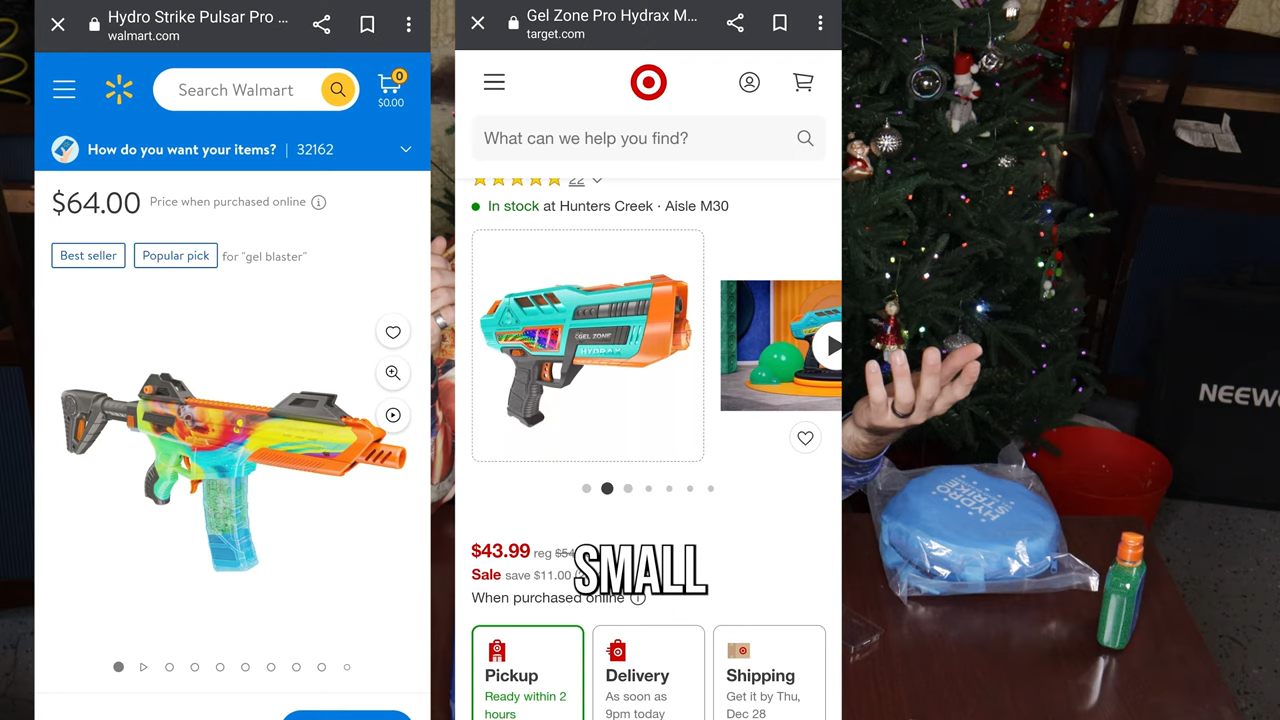 Hydro Strike Pulsar Pro ...
walmart.com
Search Walmart
0
$0.00
How do you want your items? | 32162
$64.00 Price when purchased online
Best seller Popular pick for "gel blaster"
Gel Zone Pro Hydrax M...
target.com
What can we help you find?
22
In stock at Hunters Creek · Aisle M30
GEL ZONE
HYDRAX
$43.99 reg $54
Sale save $11.00
When purchased online
SMALL
Pickup
Ready within 2
hours
Delivery
As soon as
9pm today
Shipping
Get it by Thu,
Dec 28
HYDRO
STRIKE
NEEW